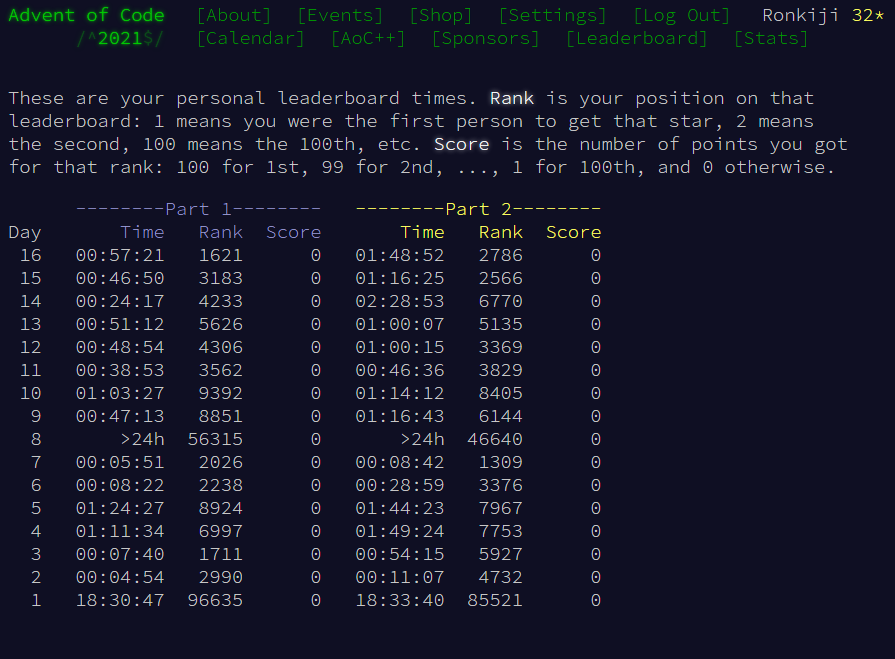 Advent of Code [About] [Events] [Shop] [Settings] [Log Out] Ronkiji 32*
/^2021$/ [Calendar] [AoC++] [Sponsors] [Leaderboard] [Stats]
These are your personal leaderboard times. Rank is your position on that
leaderboard: 1 means you were the first person to get that star, 2 means
the second, 100 means the 100th, etc. Score is the number of points you got
for that rank: 100 for 1st, 99 for 2nd, ..., 1 for 100th, and 0 otherwise.
--------Part 1-------- --------Part 2--------
Day Time Rank Score Time Rank Score
16 00:57:21 1621 0 01:48:52 2786 0
15 00:46:50 3183 0 01:16:25 2566 0
14 00:24:17 4233 0 02:28:53 6770 0
13 00:51:12 5626 0 01:00:07 5135 0
12 00:48:54 4306 0 01:00:15 3369 0
11 00:38:53 3562 0 00:46:36 3829 0
10 01:03:27 9392 0 01:14:12 8405 0
9 00:47:13 8851 0 01:16:43 6144 0
8 >24h 56315 0 >24h 46640 0
7 00:05:51 2026 0 00:08:42 1309 0
6 00:08:22 2238 0 00:28:59 3376 0
5 01:24:27 8924 0 01:44:23 7967 0
4 01:11:34 6997 0 01:49:24 7753 0
3 00:07:40 1711 0 00:54:15 5927 0
2 00:04:54 2990 0 00:11:07 4732 0
1 18:30:47 96635 0 18:33:40 85521 0